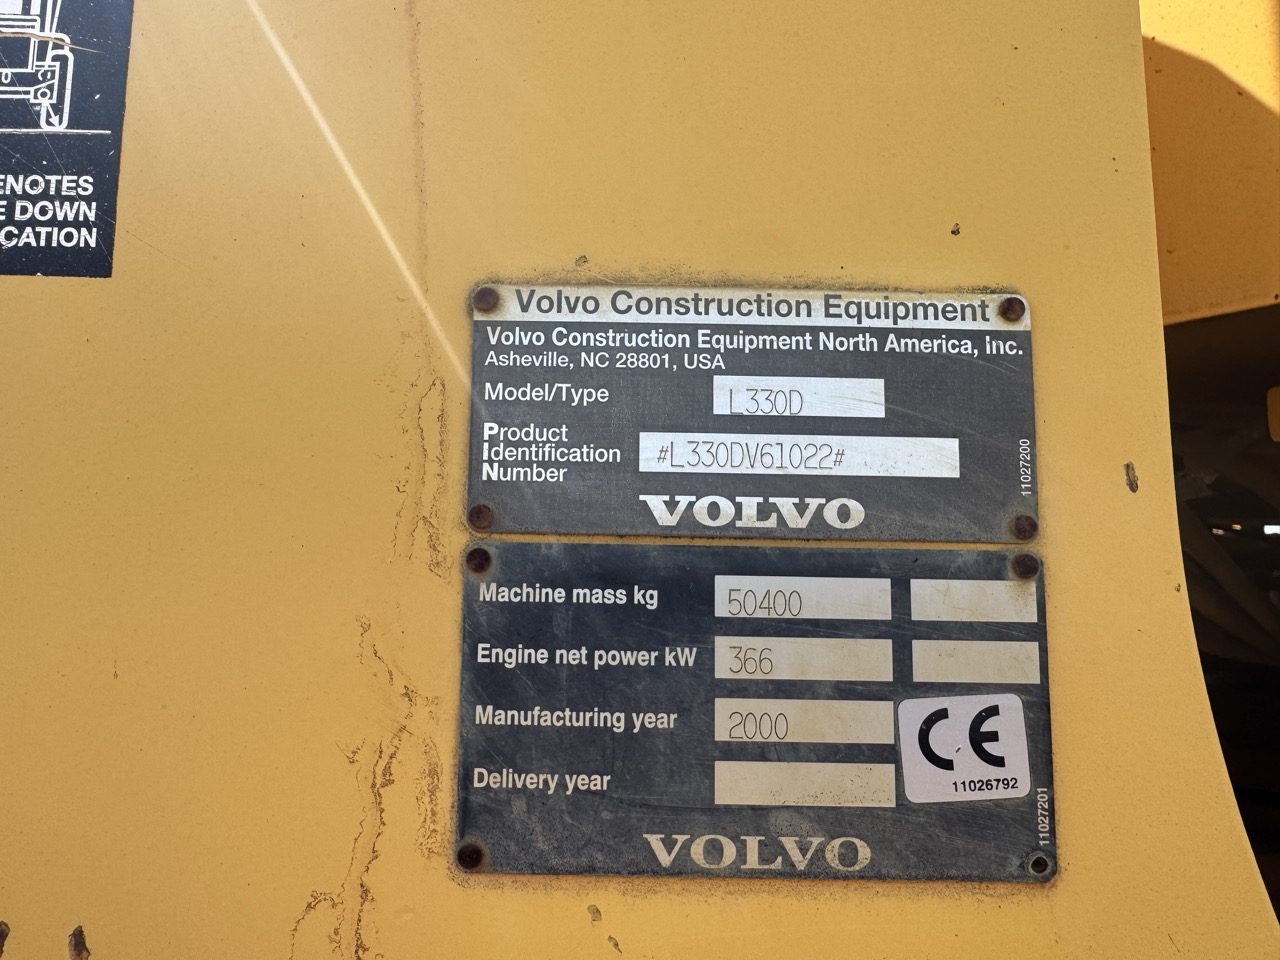 ENOTES
E DOWN
CATION
Volvo Construction Equipment
Volvo Construction Equipment North America, Inc.
Asheville, NC 28801, USA
Model/Type L330D
Product
Identification
Number #L330DV61022#
11027200
VOLVO
Machine mass kg 50400
Engine net power kW 366
Manufacturing year 2000
CE
11026792
Delivery year
11027201
VOLVO